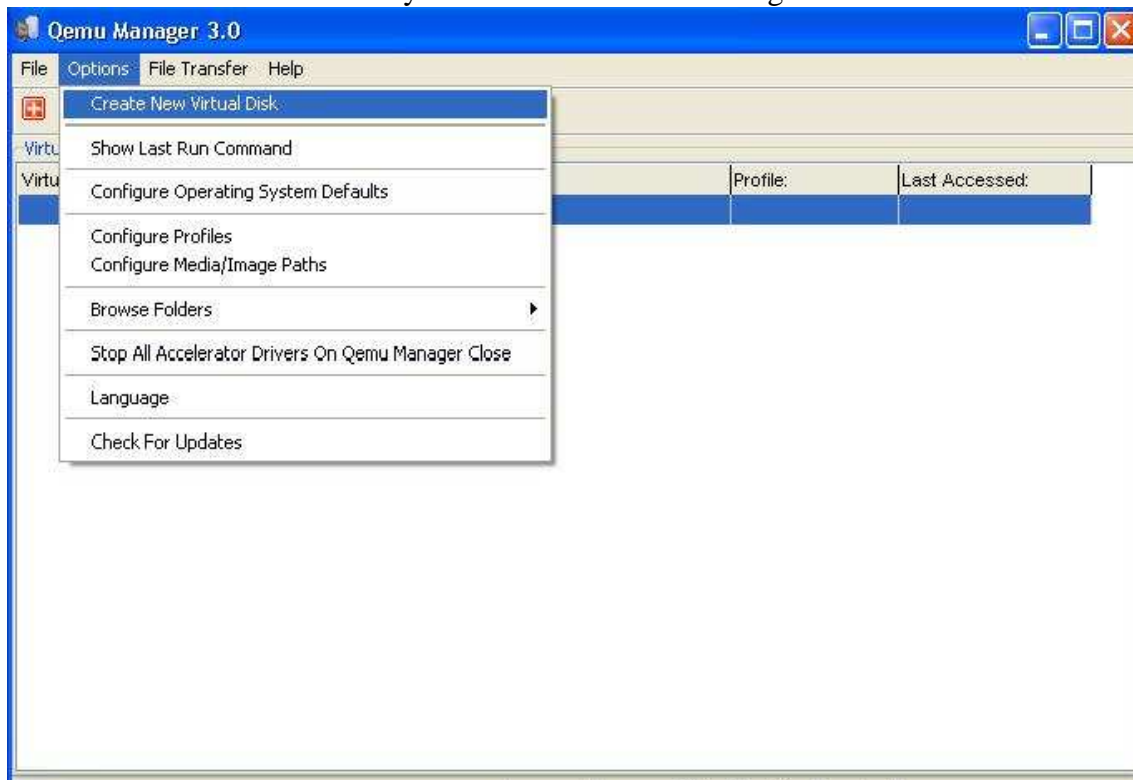 Qemu Manager 3.0
File Options File Transfer Help
Create New Virtual Disk
Virtu
Show Last Run Command
Virtu Profile: Last Accessed:
Configure Operating System Defaults
Configure Profiles
Configure Media/Image Paths
Browse Folders
Stop All Accelerator Drivers On Qemu Manager Close
Language
Check For Updates